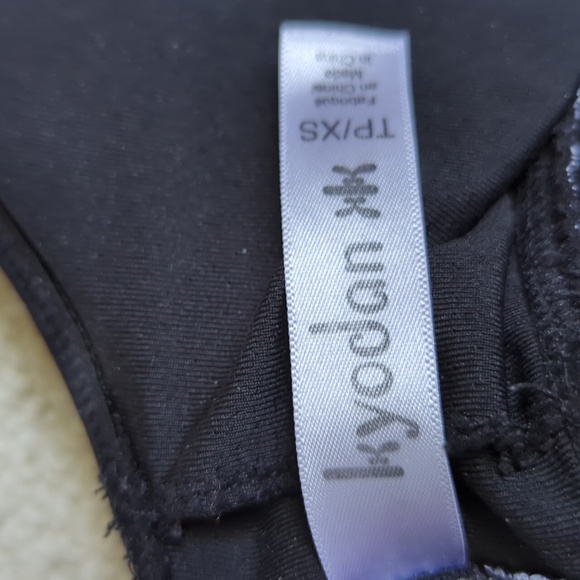 kyodan
TP/XS
Fabriqué
en Chine/
Made
in China